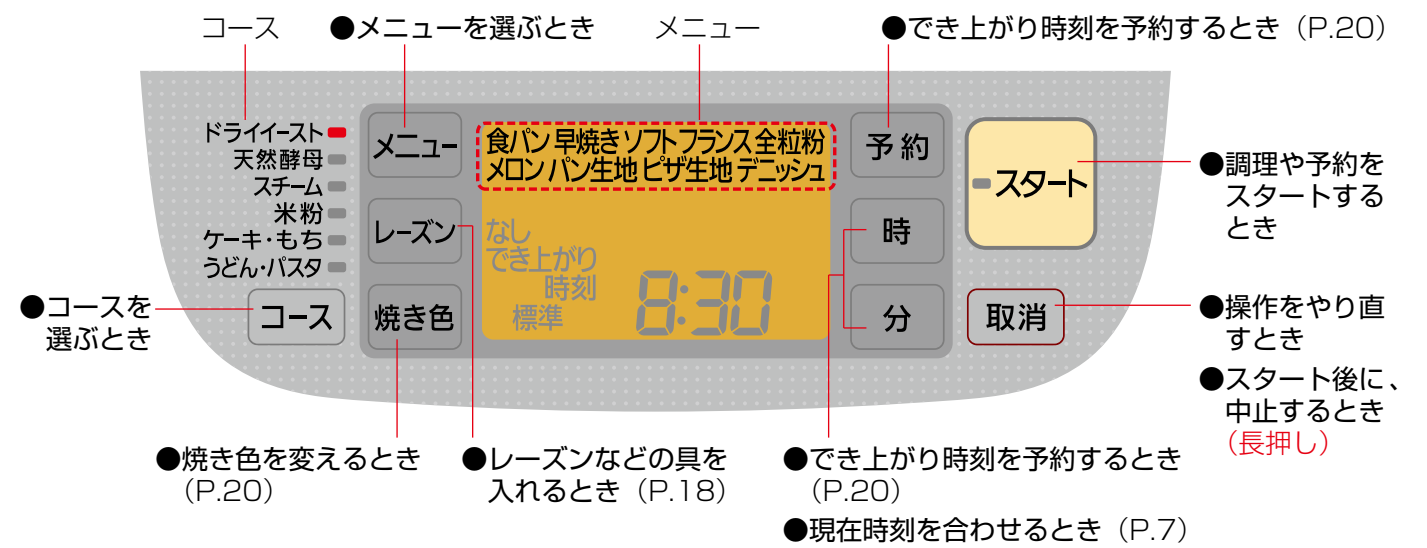 コース
●メニューを選ぶとき
メニュー
●でき上がり時刻を予約するとき（P.20）
ドライイースト
天然酵母
スチーム
米粉
ケーキ・もち
うどん・パスタ
コース
メニュー
レーズン
焼き色
食パン 早焼き ソフト フランス 全粒粉
メロン パン生地 ピザ生地 デニッシュ
なし
でき上がり
時刻
標準
8:30
予約
時
分
スタート
取消
●コースを
選ぶとき
●調理や予約を
スタートする
とき
●操作をやり直
すとき
●スタート後に、
中止するとき
（長押し）
●焼き色を変えるとき
（P.20）
●レーズンなどの具を
入れるとき（P.18）
●でき上がり時刻を予約するとき
（P.20）
●現在時刻を合わせるとき（P.7）